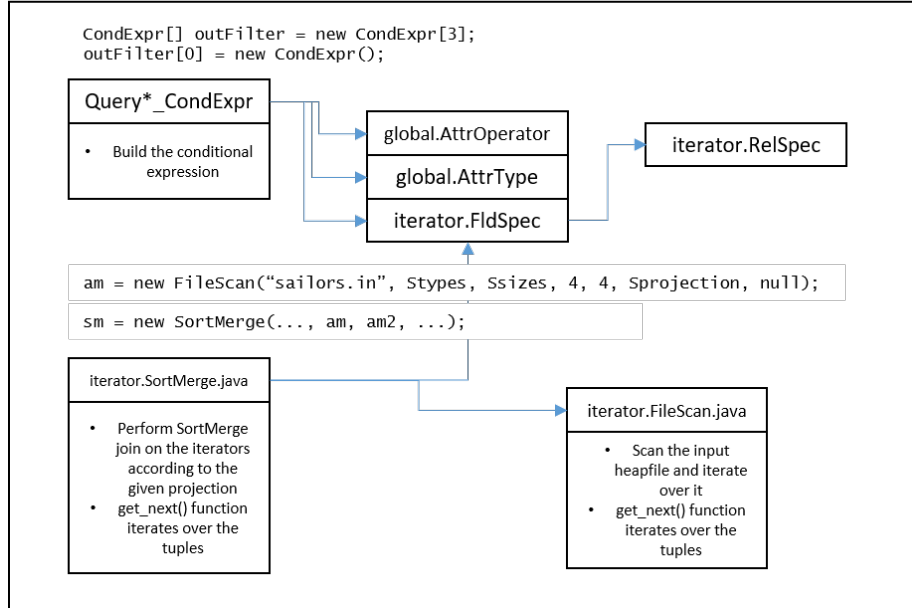 CondExpr[] outFilter = new CondExpr[3];
outFilter[0] = new CondExpr();
Query*_CondExpr
• Build the conditional
expression
global.AttrOperator
global.AttrType
iterator.FldSpec
iterator.RelSpec
am = new FileScan(“sailors.in”, Stypes, Ssizes, 4, 4, Sprojection, null);
sm = new SortMerge(..., am, am2, ...);
iterator.SortMerge.java
• Perform SortMerge
join on the iterators
according to the
given projection
• get_next() function
iterates over the
tuples
iterator.FileScan.java
• Scan the input
heapfile and iterate
over it
• get_next() function
iterates over the
tuples